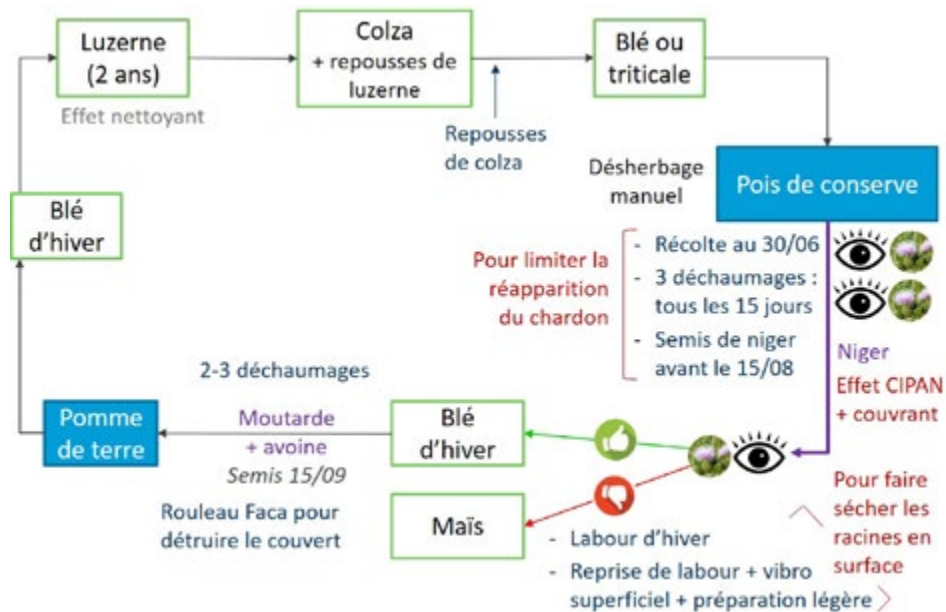 Luzerne
(2 ans)
Effet nettoyant
Colza
+ repousses de
luzerne
Repousses
de colza
Blé ou
triticale
Désherbage
manuel
Pois de conserve
Pour limiter la
réapparition
du chardon
- Récolte au 30/06
- 3 déchaumages :
tous les 15 jours
- Semis de niger
avant le 15/08
Niger
Effet CIPAN
+ couvrant
Blé
d’hiver
2-3 déchaumages
Pomme
de terre
Moutarde
+ avoine
Semis 15/09
Rouleau Faca pour
détruire le couvert
Blé
d’hiver
Maïs
- Labour d’hiver
- Reprise de labour + vibro
superficiel + préparation légère
Pour faire
sécher les
racines en
surface